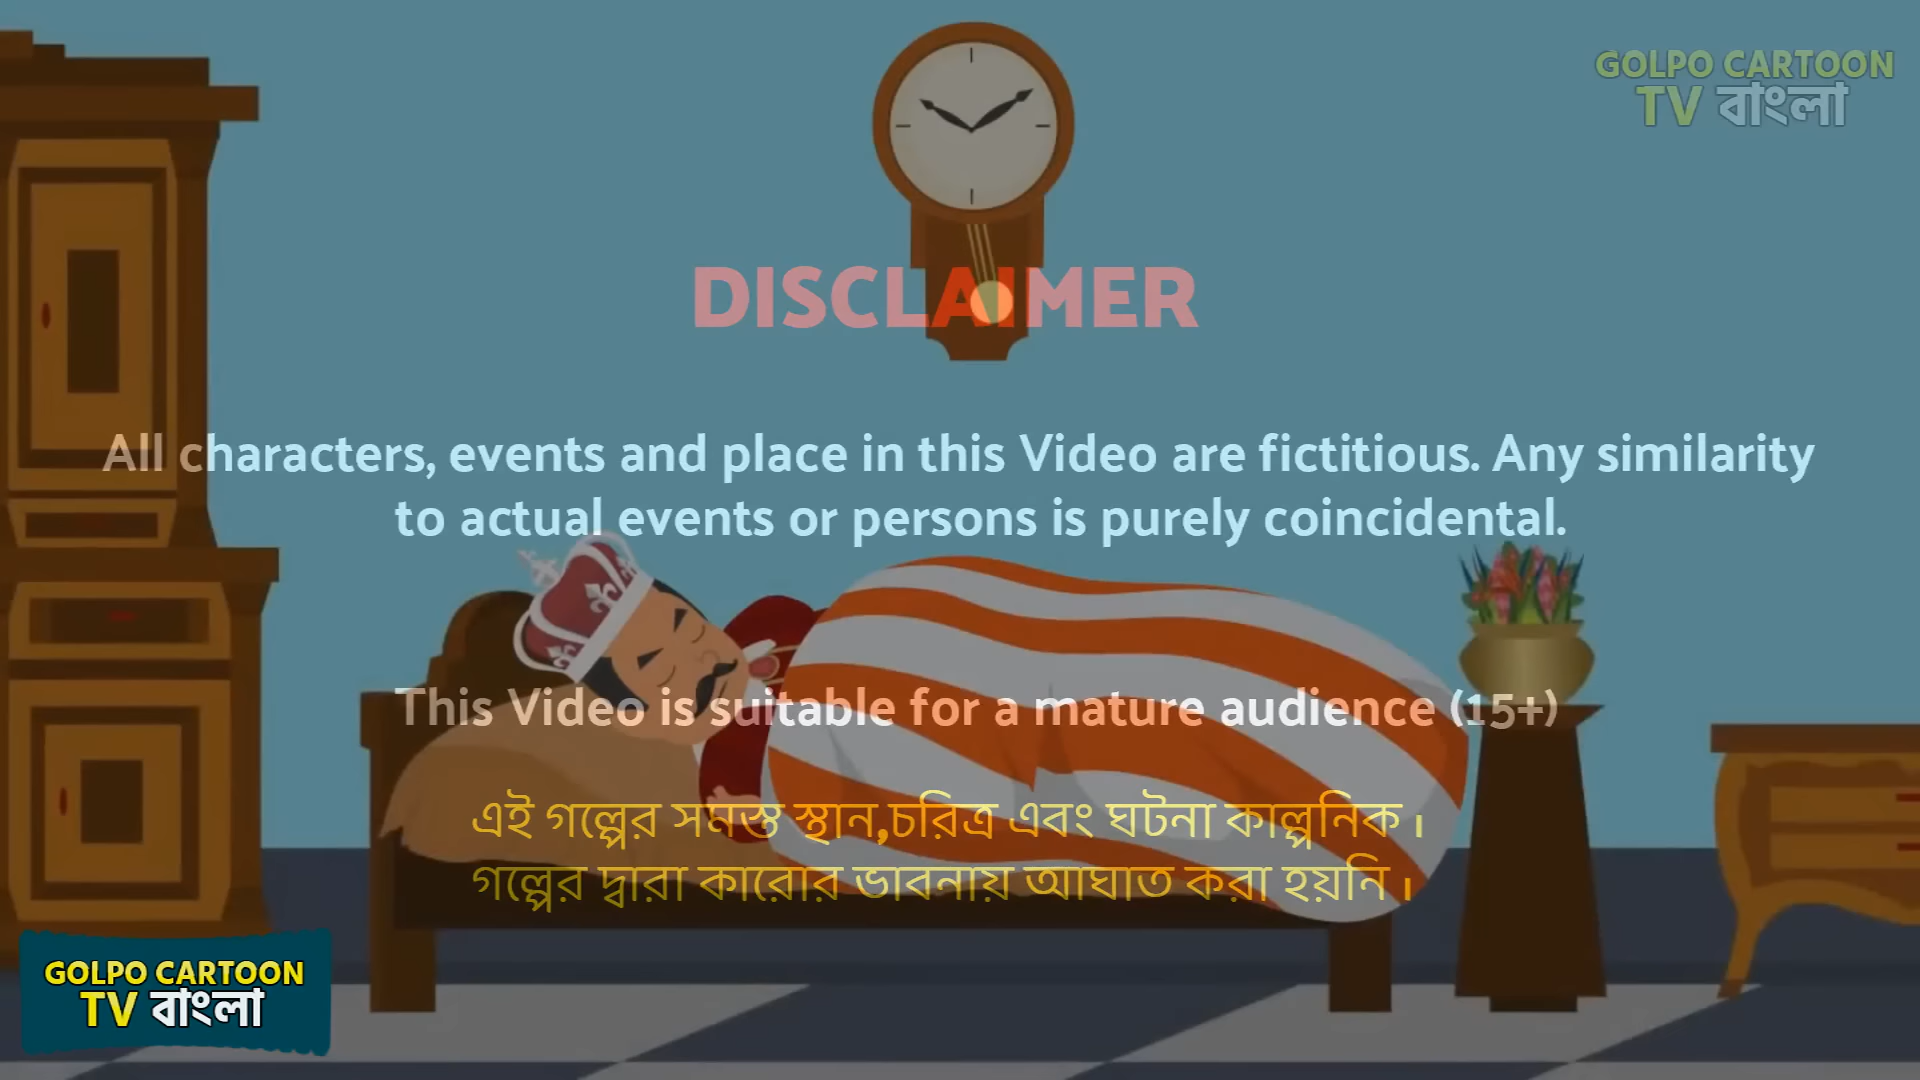 GOLPO CARTOON
TV বাংলা
DISCLAIMER
All characters, events and place in this Video are fictitious. Any similarity
to actual events or persons is purely coincidental.
This Video is suitable for a mature audience (15+)
এই গল্পের সমস্ত স্থান,চরিত্র এবং ঘটনা কাল্পনিক ।
গল্পের দ্বারা কারোর ভাবনায় আঘাত করা হয়নি ।
GOLPO CARTOON
TV বাংলা